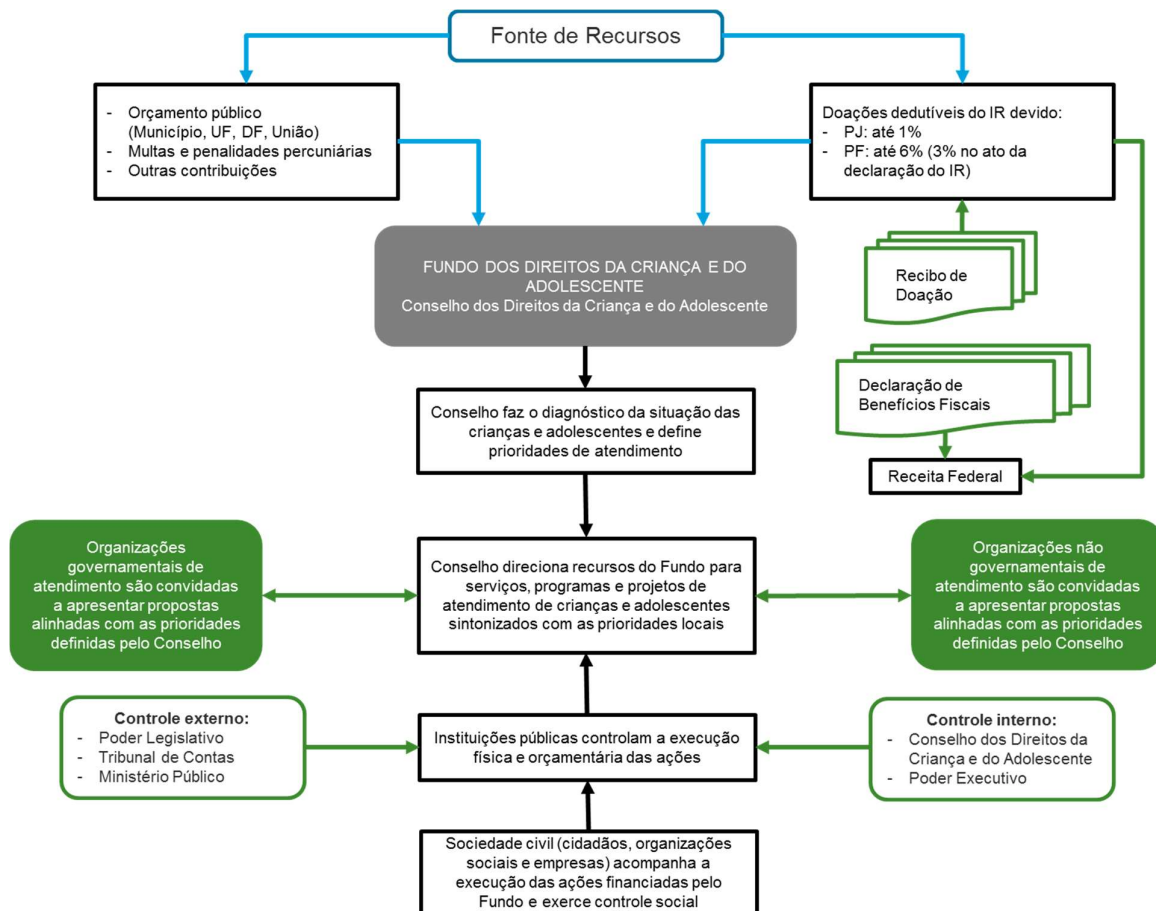 Fonte de Recursos
- Orçamento público
(Município, UF, DF, União)
- Multas e penalidades percuniárias
- Outras contribuições
Doações dedutíveis do IR devido:
- PJ: até 1%
- PF: até 6% (3% no ato da
declaração do IR)
FUNDO DOS DIREITOS DA CRIANÇA E DO
ADOLESCENTE
Conselho dos Direitos da Criança e do Adolescente
Recibo de
Doação
Declaração de
Benefícios Fiscais
Receita Federal
Conselho faz o diagnóstico da situação das
crianças e adolescentes e define
prioridades de atendimento
Organizações
governamentais de
atendimento são convidadas
a apresentar propostas
alinhadas com as prioridades
definidas pelo Conselho
Conselho direciona recursos do Fundo para
serviços, programas e projetos de
atendimento de crianças e adolescentes
sintonizados com as prioridades locais
Organizações não
governamentais de
atendimento são convidadas
a apresentar propostas
alinhadas com as prioridades
definidas pelo Conselho
Controle externo:
- Poder Legislativo
- Tribunal de Contas
- Ministério Público
Instituições públicas controlam a execução
física e orçamentária das ações
Controle interno:
- Conselho dos Direitos da
Criança e do Adolescente
- Poder Executivo
Sociedade civil (cidadãos, organizações
sociais e empresas) acompanha a
execução das ações financiadas pelo
Fundo e exerce controle social